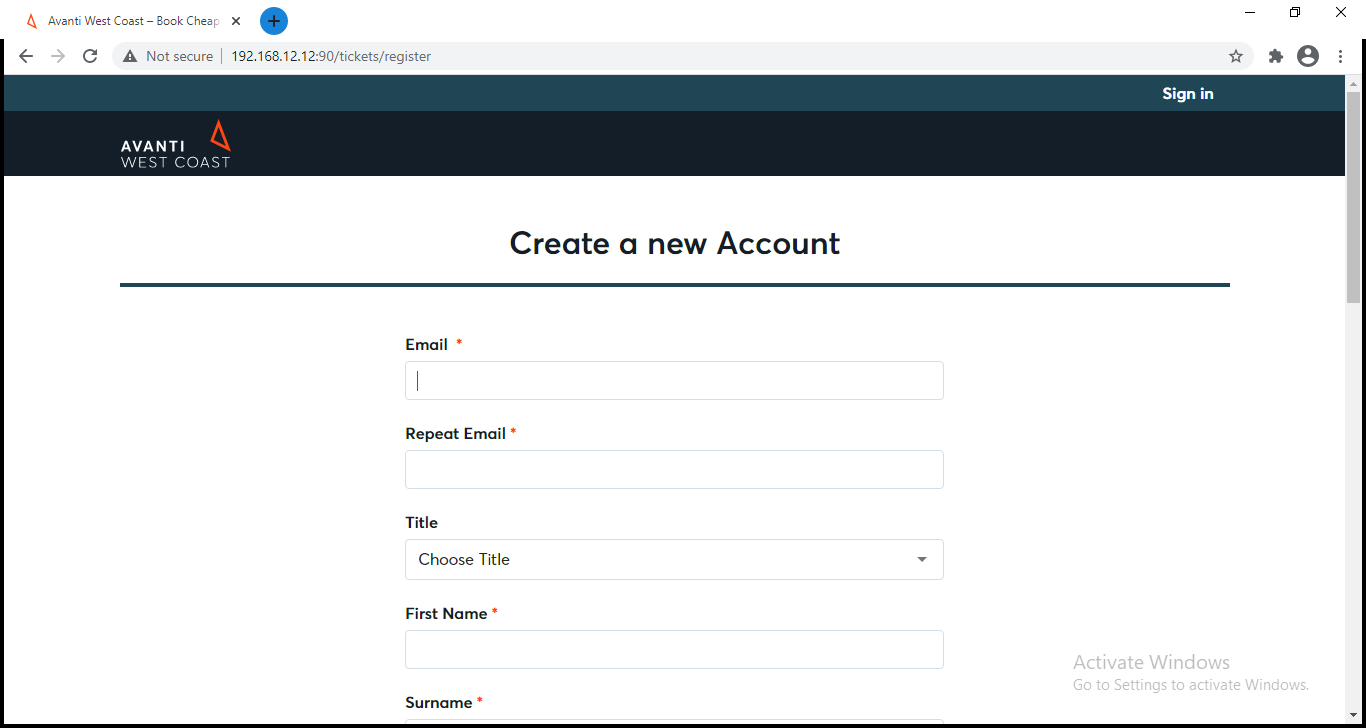 Avanti West Coast – Book Cheap
Not secure
192.168.12.12:90/tickets/register
Sign in
AVANTI
WEST COAST
Create a new Account
Email *
Repeat Email *
Title
Choose Title
First Name *
Surname *
Activate Windows
Go to Settings to activate Windows.